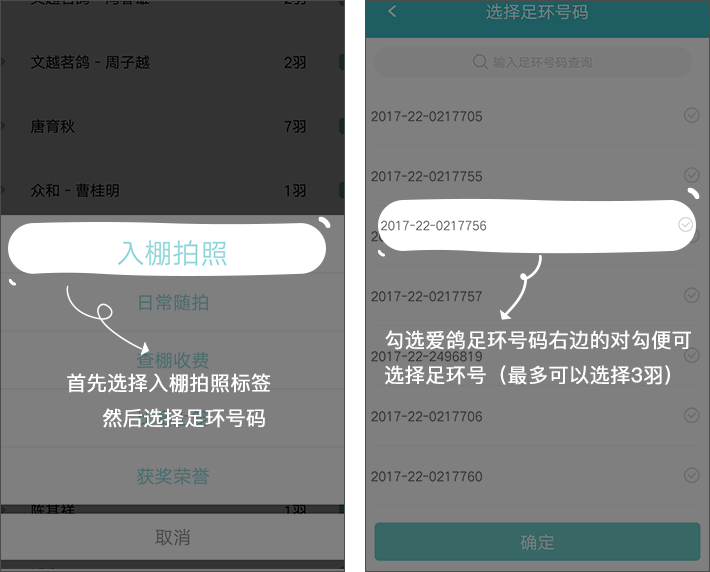 2羽
文越茗鸽 - 周子越
2羽
唐育秋
7羽
众和 - 曹桂明
1羽
入棚拍照
日常随拍
查棚收费
首先选择入棚拍照标签
然后选择足环号码
获奖荣誉
陈其祥
1羽
取消
选择足环号码
输入足环号码查询
2017-22-0217705
2017-22-0217755
2017-22-0217756
2017-22-0217757
勾选爱鸽足环号码右边的对勾便可
2017-22-2496819
选择足环号（最多可以选择3羽）
2017-22-0217706
2017-22-0217760
确定